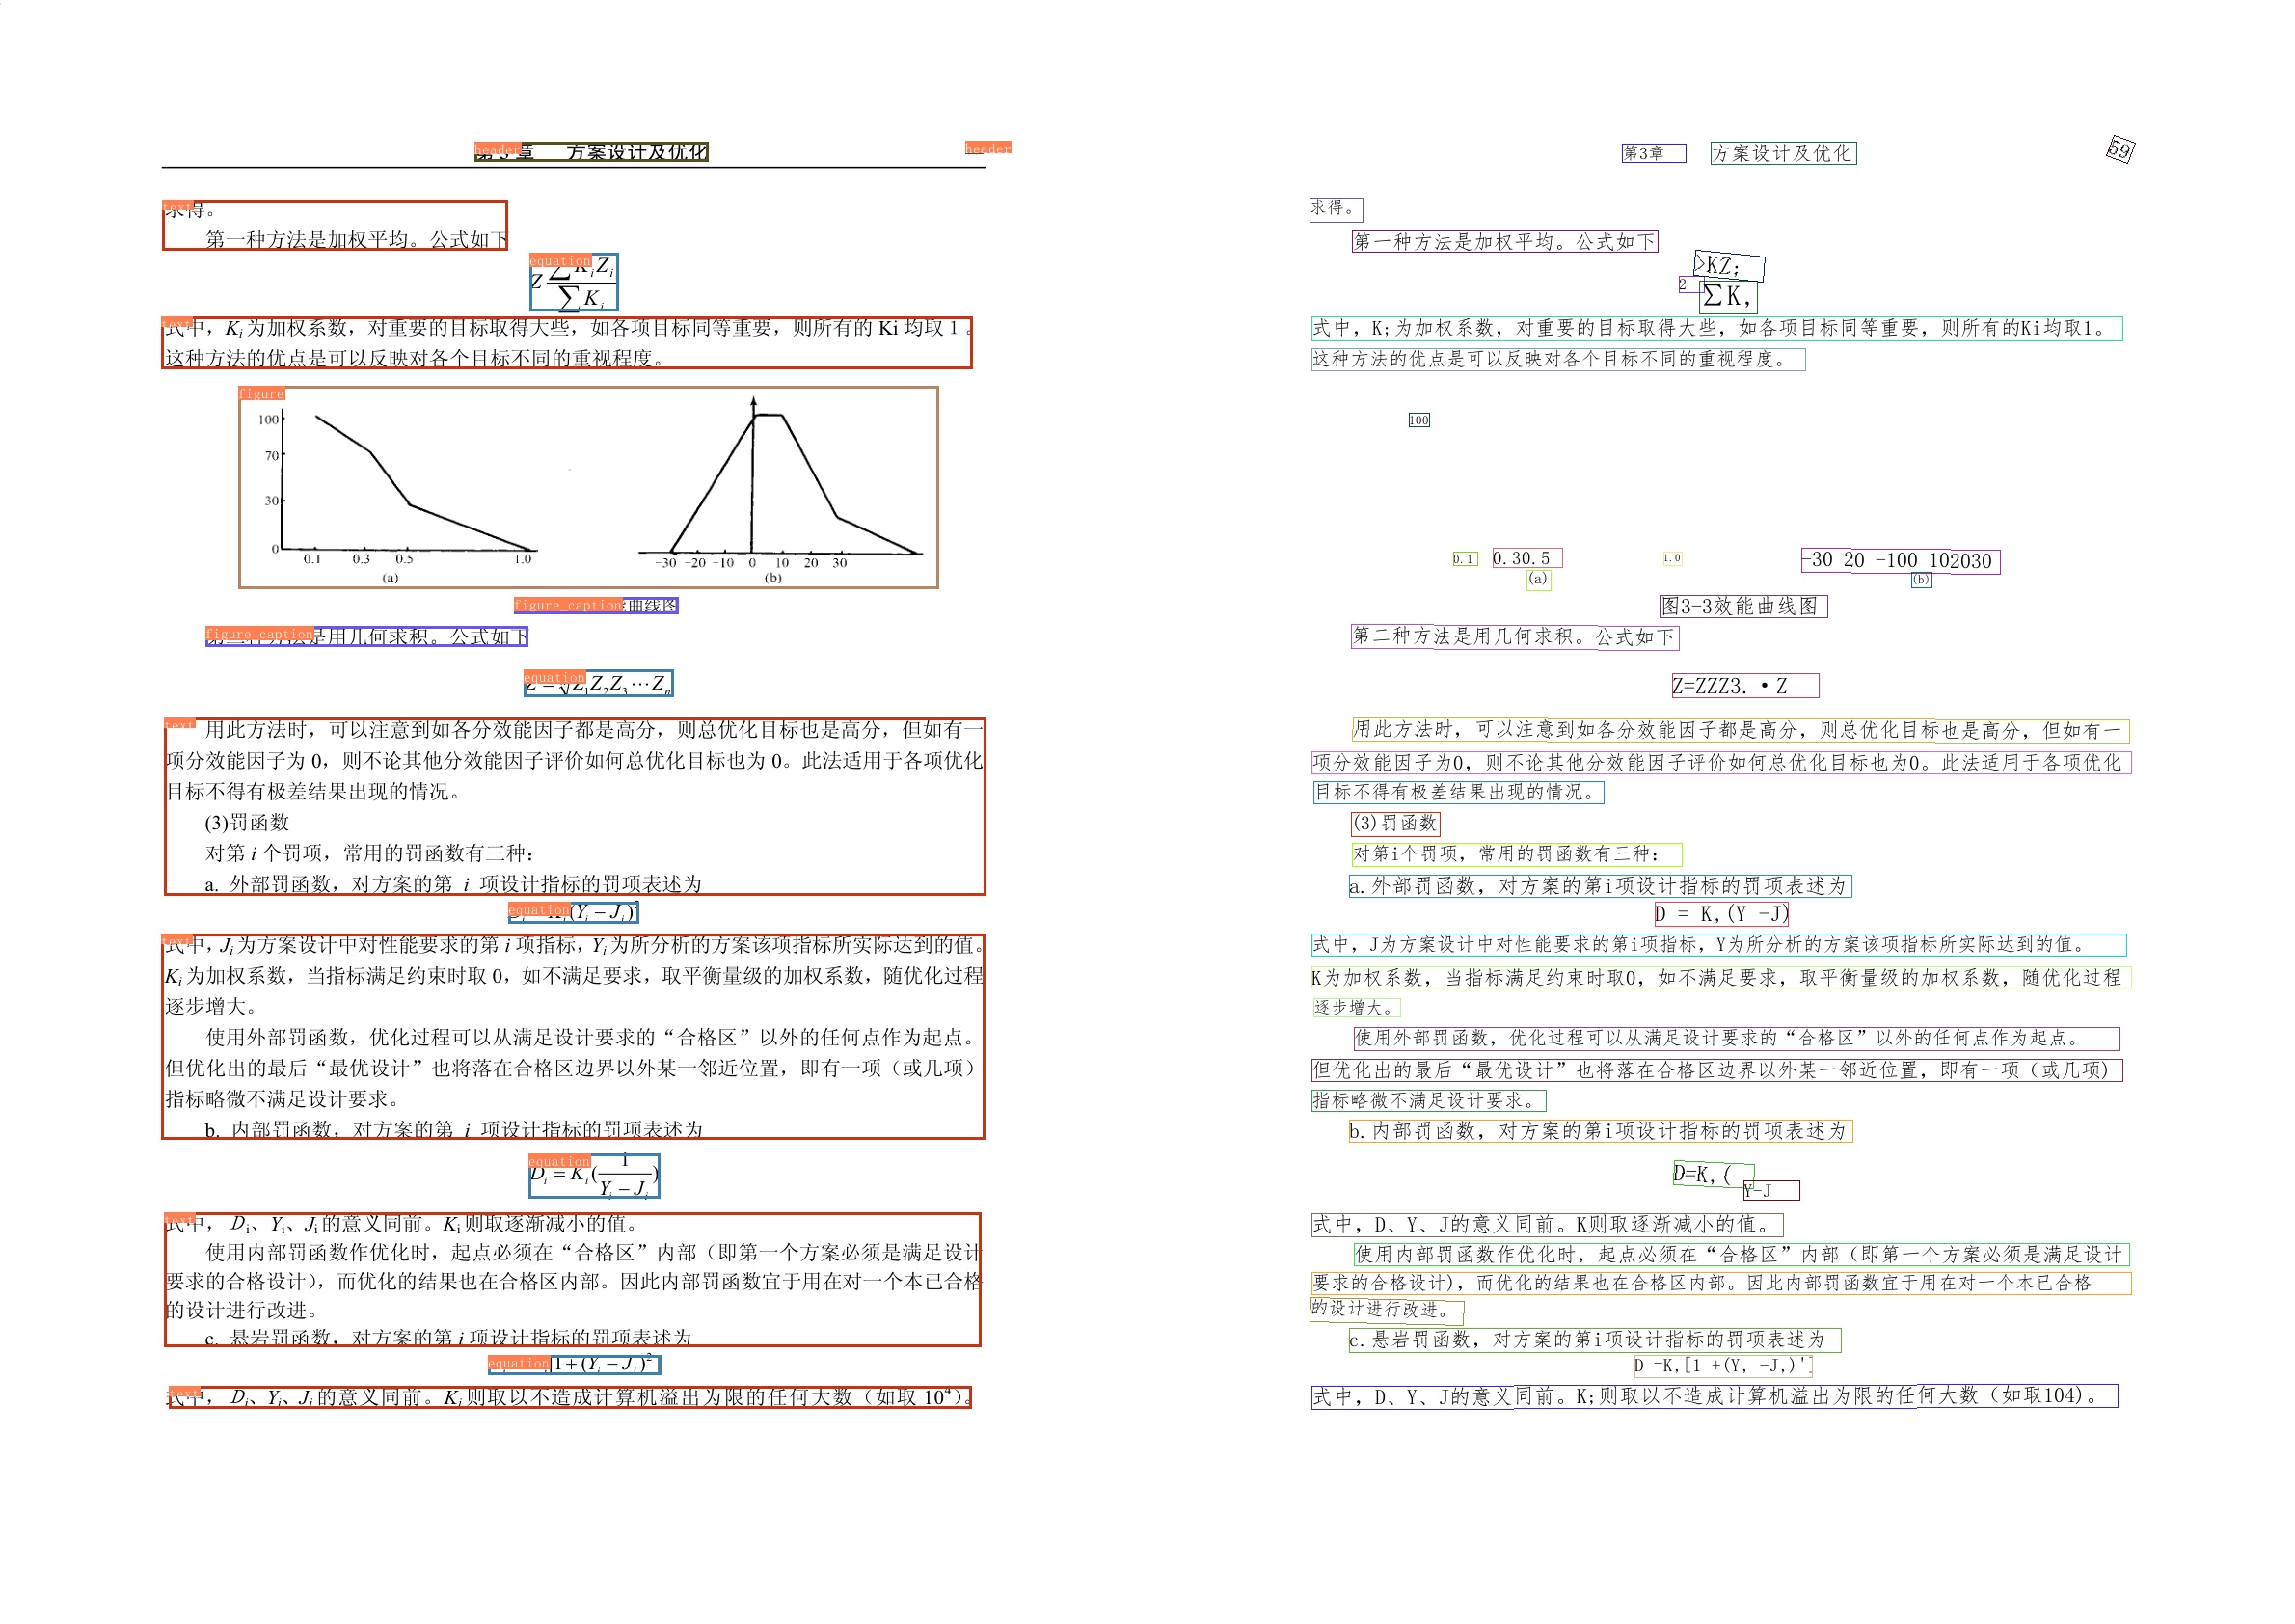 header
第3章 方案设计及优化
header
text
求得。
第一种方法是加权平均。公式如下
equation
Z ∑KᵢZᵢ
∑Kᵢ
text
式中，Kᵢ为加权系数，对重要的目标取得大些，如各项目标同等重要，则所有的 Ki 均取 1 。
这种方法的优点是可以反映对各个目标不同的重视程度。
figure
100
70
30
0
0.1 0.3 0.5 1.0
(a)
-30 -20 -10 0 10 20 30
(b)
figure_caption 曲线图
figure_caption
第二种方法是用几何求积。公式如下
equation
Z = ∜Z₁Z₂Z₃⋯Zₙ
text
用此方法时，可以注意到如各分效能因子都是高分，则总优化目标也是高分，但如有一
项分效能因子为 0，则不论其他分效能因子评价如何总优化目标也为 0。此法适用于各项优化
目标不得有极差结果出现的情况。
(3)罚函数
对第 i 个罚项，常用的罚函数有三种：
a. 外部罚函数，对方案的第 i 项设计指标的罚项表述为
equation
(Yᵢ − Jᵢ)²
text
式中，Jᵢ为方案设计中对性能要求的第 i 项指标，Yᵢ为所分析的方案该项指标所实际达到的值。
Kᵢ为加权系数，当指标满足约束时取 0，如不满足要求，取平衡量级的加权系数，随优化过程
逐步增大。
使用外部罚函数，优化过程可以从满足设计要求的“合格区”以外的任何点作为起点。
但优化出的最后“最优设计”也将落在合格区边界以外某一邻近位置，即有一项（或几项）
指标略微不满足设计要求。
b. 内部罚函数，对方案的第 i 项设计指标的罚项表述为
equation
Dᵢ = Kᵢ(1/(Yᵢ − Jᵢ))
text
式中， Dᵢ、Yᵢ、Jᵢ的意义同前。Kᵢ则取逐渐减小的值。
使用内部罚函数作优化时，起点必须在“合格区”内部（即第一个方案必须是满足设计
要求的合格设计），而优化的结果也在合格区内部。因此内部罚函数宜于用在对一个本已合格
的设计进行改进。
c. 悬岩罚函数，对方案的第 i 项设计指标的罚项表述为
equation [1 + (Yᵢ − Jᵢ)²
text
式中， Dᵢ、Yᵢ、Jᵢ的意义同前。Kᵢ则取以不造成计算机溢出为限的任何大数（如取 10⁴）。
第3章 方案设计及优化 59
求得。
第一种方法是加权平均。公式如下
>KZ;
2 ∑K,
式中，K;为加权系数，对重要的目标取得大些，如各项目标同等重要，则所有的Ki均取1。
这种方法的优点是可以反映对各个目标不同的重视程度。
100
0.1 0.30.5 1.0 -30 20 -100 102030
(a) (b)
图3-3效能曲线图
第二种方法是用几何求积。公式如下
Z=ZZZ3.·Z
用此方法时，可以注意到如各分效能因子都是高分，则总优化目标也是高分，但如有一
项分效能因子为0，则不论其他分效能因子评价如何总优化目标也为0。此法适用于各项优化
目标不得有极差结果出现的情况。
(3)罚函数
对第i个罚项，常用的罚函数有三种：
a.外部罚函数，对方案的第i项设计指标的罚项表述为
D = K,(Y -J)
式中，J为方案设计中对性能要求的第i项指标，Y为所分析的方案该项指标所实际达到的值。
K为加权系数，当指标满足约束时取0，如不满足要求，取平衡量级的加权系数，随优化过程
逐步增大。
使用外部罚函数，优化过程可以从满足设计要求的“合格区”以外的任何点作为起点。
但优化出的最后“最优设计”也将落在合格区边界以外某一邻近位置，即有一项（或几项)
指标略微不满足设计要求。
b.内部罚函数，对方案的第i项设计指标的罚项表述为
D=K,(
Y-J
式中，D、Y、J的意义同前。K则取逐渐减小的值。
使用内部罚函数作优化时，起点必须在“合格区”内部（即第一个方案必须是满足设计
要求的合格设计)，而优化的结果也在合格区内部。因此内部罚函数宜于用在对一个本已合格
的设计进行改进。
c.悬岩罚函数，对方案的第i项设计指标的罚项表述为
D =K,[1 +(Y, -J,)']
式中，D、Y、J的意义同前。K;则取以不造成计算机溢出为限的任何大数（如取104)。